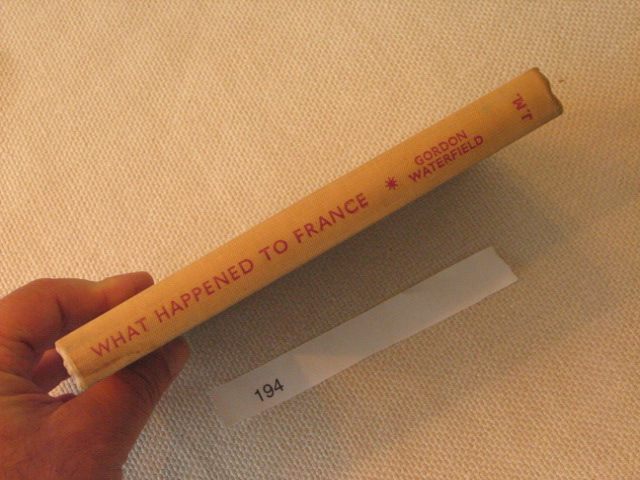 WHAT HAPPENED TO FRANCE * GORDON
WATERFIELD
J.M.
194